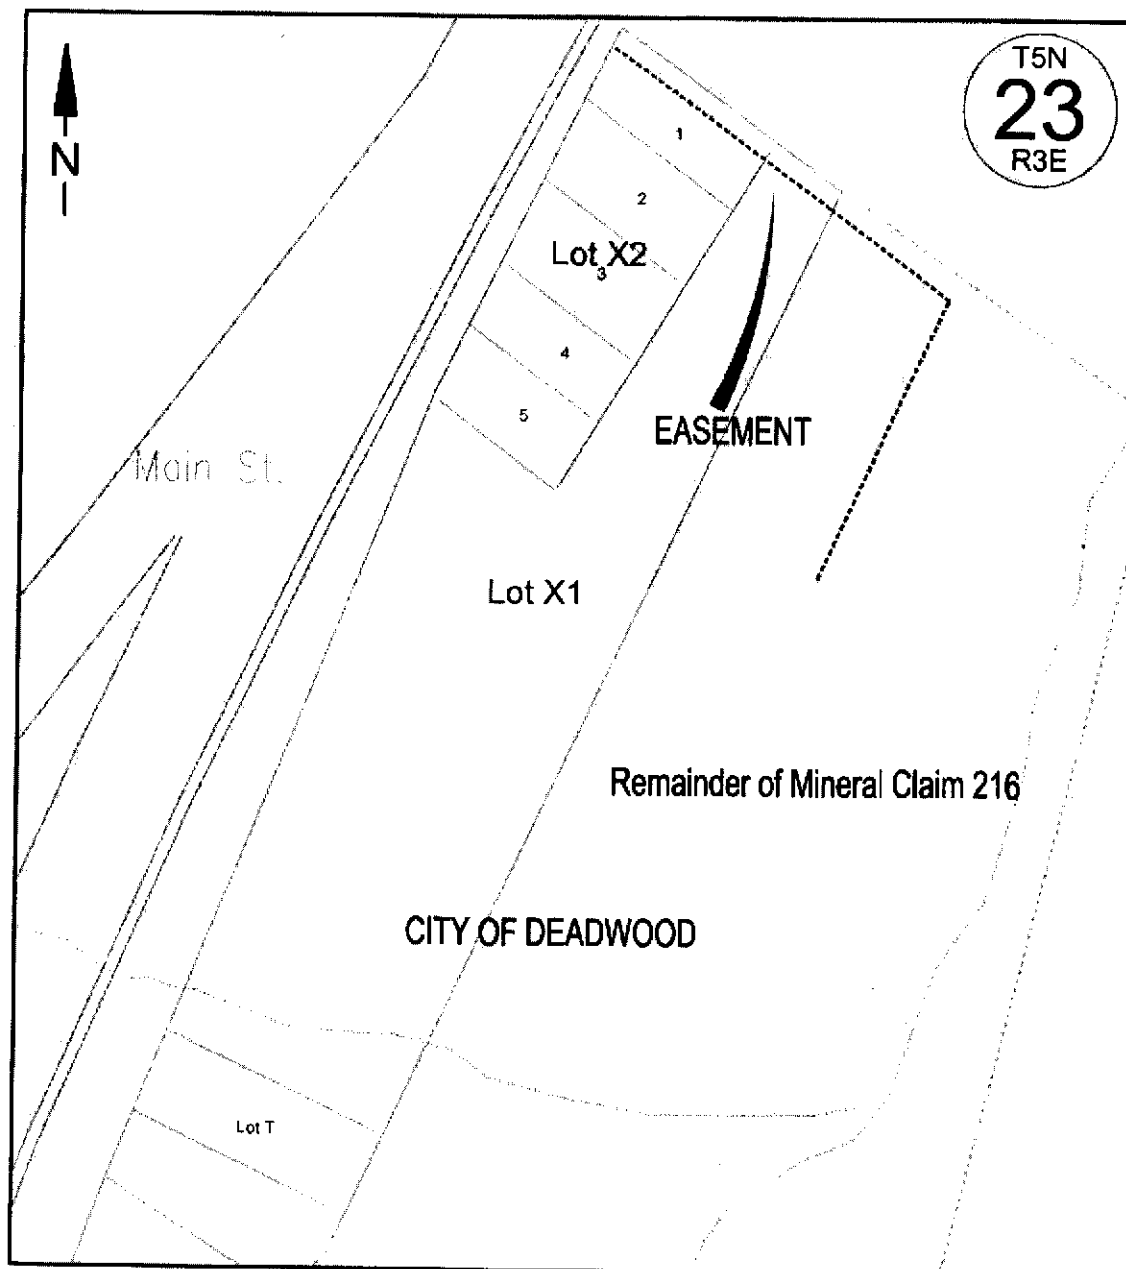 T5N
23
R3E
N
1
2
Lot X2
3
4
5
EASEMENT
Main St.
Lot X1
Remainder of Mineral Claim 216
CITY OF DEADWOOD
Lot T